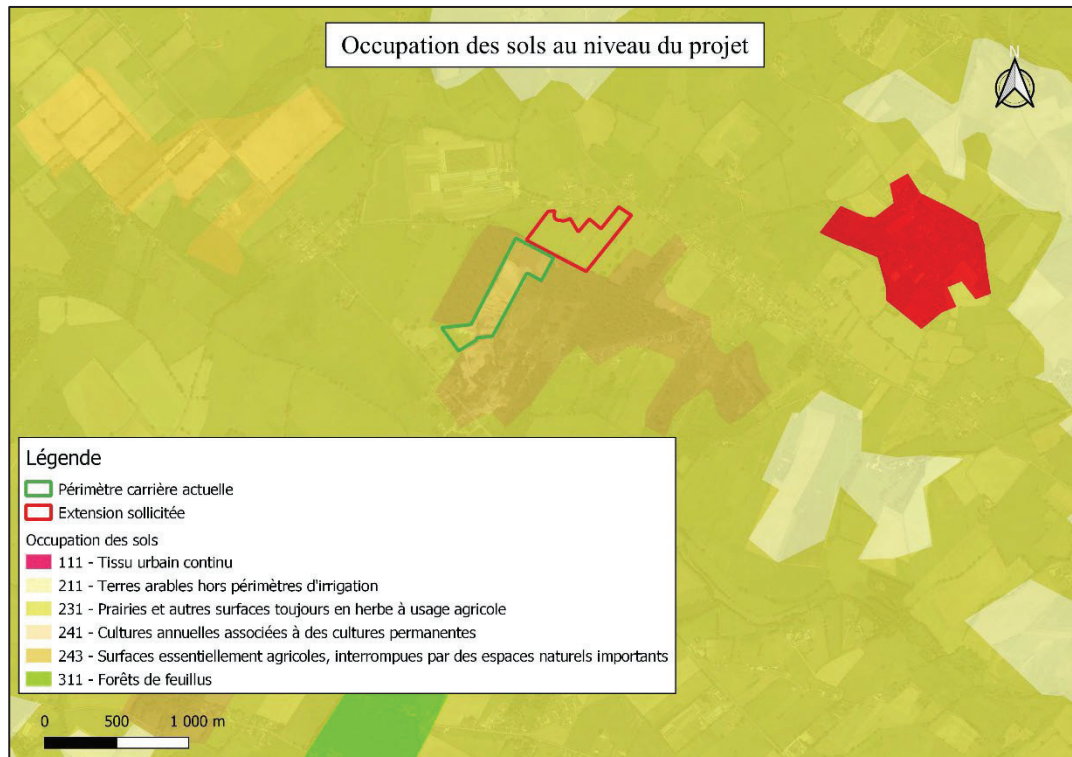 Occupation des sols au niveau du projet
N
Légende
Périmètre carrière actuelle
Extension sollicitée
Occupation des sols
111 - Tissu urbain continu
211 - Terres arables hors périmètres d'irrigation
231 - Prairies et autres surfaces toujours en herbe à usage agricole
241 - Cultures annuelles associées à des cultures permanentes
243 - Surfaces essentiellement agricoles, interrompues par des espaces naturels importants
311 - Forêts de feuillus
0 500 1 000 m